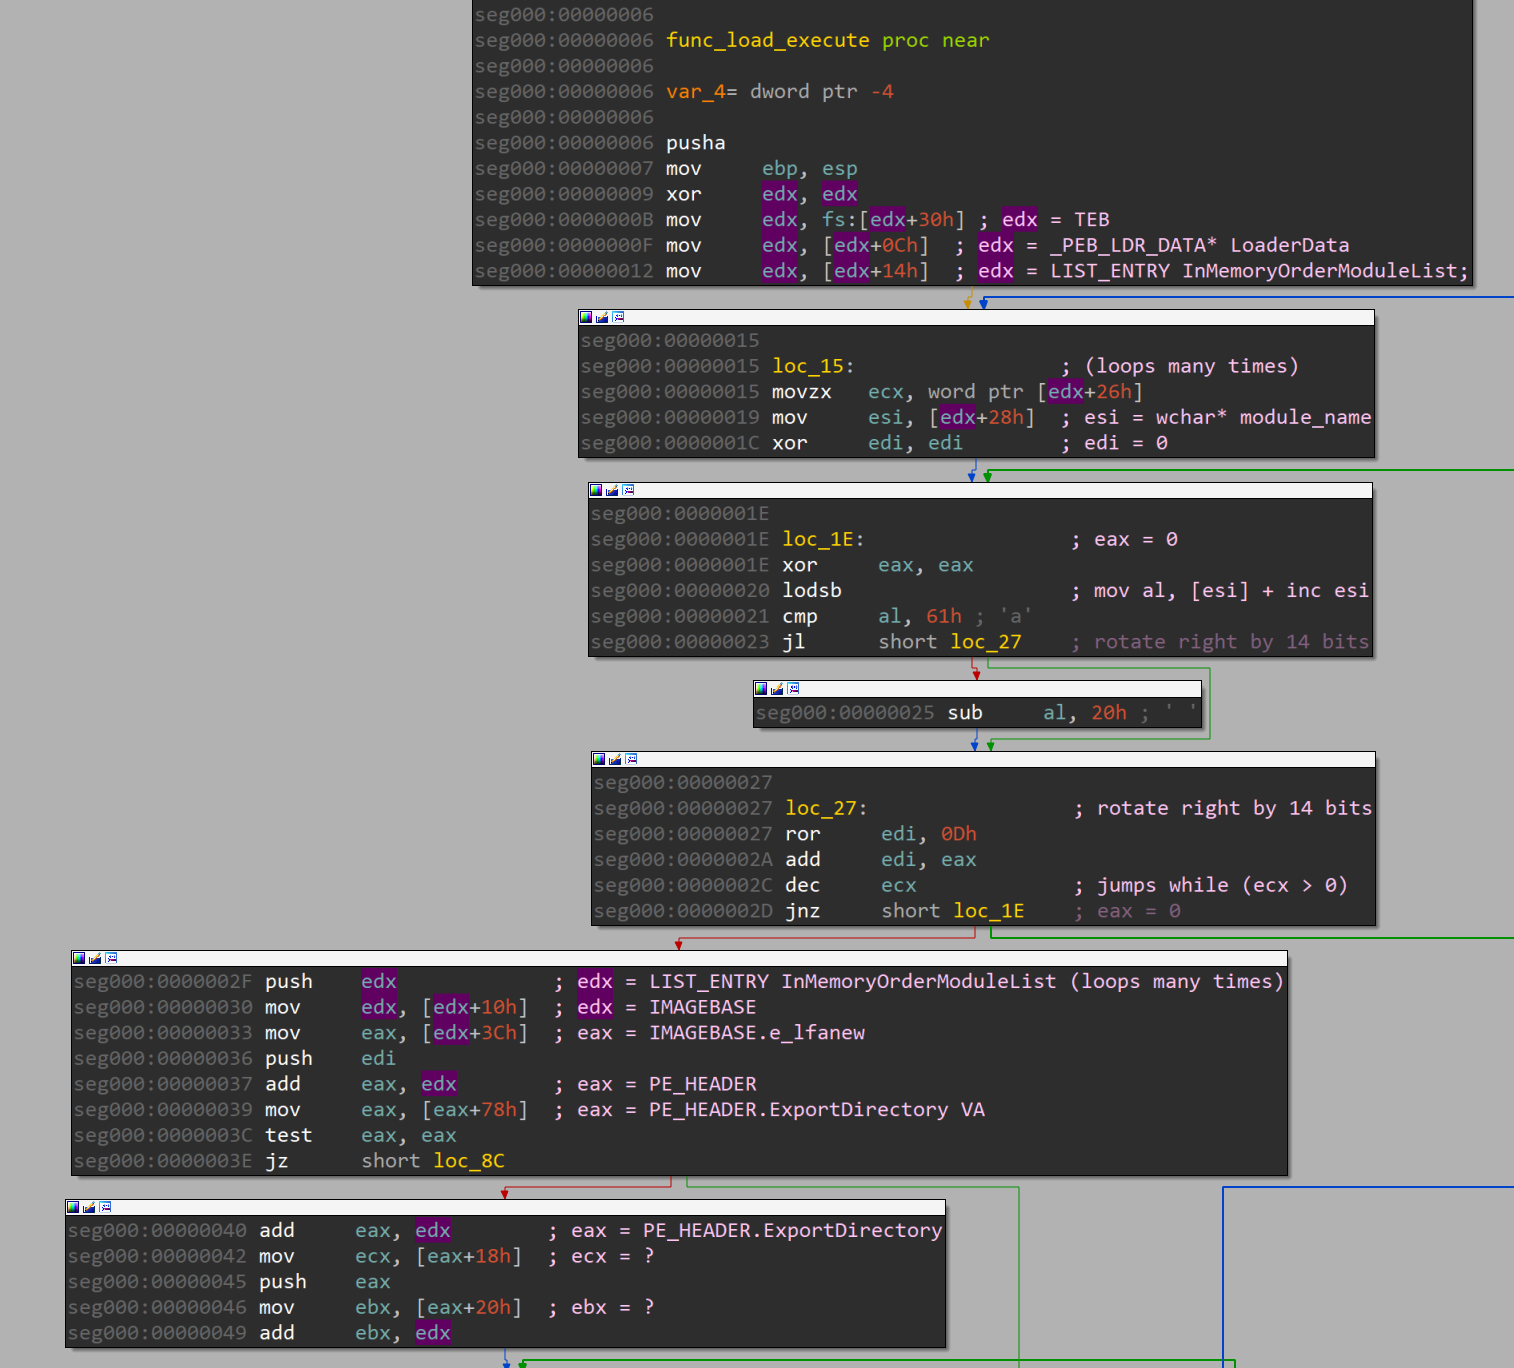 seg000:00000006
seg000:00000006 func_load_execute proc near
seg000:00000006
seg000:00000006 var_4= dword ptr -4
seg000:00000006
seg000:00000006 pusha
seg000:00000007 mov ebp, esp
seg000:00000009 xor edx, edx
seg000:0000000B mov edx, fs:[edx+30h] ; edx = TEB
seg000:0000000F mov edx, [edx+0Ch] ; edx = _PEB_LDR_DATA* LoaderData
seg000:00000012 mov edx, [edx+14h] ; edx = LIST_ENTRY InMemoryOrderModuleList;
seg000:00000015
seg000:00000015 loc_15: ; (loops many times)
seg000:00000015 movzx ecx, word ptr [edx+26h]
seg000:00000019 mov esi, [edx+28h] ; esi = wchar* module_name
seg000:0000001C xor edi, edi ; edi = 0
seg000:0000001E
seg000:0000001E loc_1E: ; eax = 0
seg000:0000001E xor eax, eax
seg000:00000020 lodsb ; mov al, [esi] + inc esi
seg000:00000021 cmp al, 61h ; 'a'
seg000:00000023 jl short loc_27 ; rotate right by 14 bits
seg000:00000025 sub al, 20h ; ' '
seg000:00000027
seg000:00000027 loc_27: ; rotate right by 14 bits
seg000:00000027 ror edi, 0Dh
seg000:0000002A add edi, eax
seg000:0000002C dec ecx ; jumps while (ecx > 0)
seg000:0000002D jnz short loc_1E ; eax = 0
seg000:0000002F push edx ; edx = LIST_ENTRY InMemoryOrderModuleList (loops many times)
seg000:00000030 mov edx, [edx+10h] ; edx = IMAGEBASE
seg000:00000033 mov eax, [edx+3Ch] ; eax = IMAGEBASE.e_lfanew
seg000:00000036 push edi
seg000:00000037 add eax, edx ; eax = PE_HEADER
seg000:00000039 mov eax, [eax+78h] ; eax = PE_HEADER.ExportDirectory VA
seg000:0000003C test eax, eax
seg000:0000003E jz short loc_8C
seg000:00000040 add eax, edx ; eax = PE_HEADER.ExportDirectory
seg000:00000042 mov ecx, [eax+18h] ; ecx = ?
seg000:00000045 push eax
seg000:00000046 mov ebx, [eax+20h] ; ebx = ?
seg000:00000049 add ebx, edx